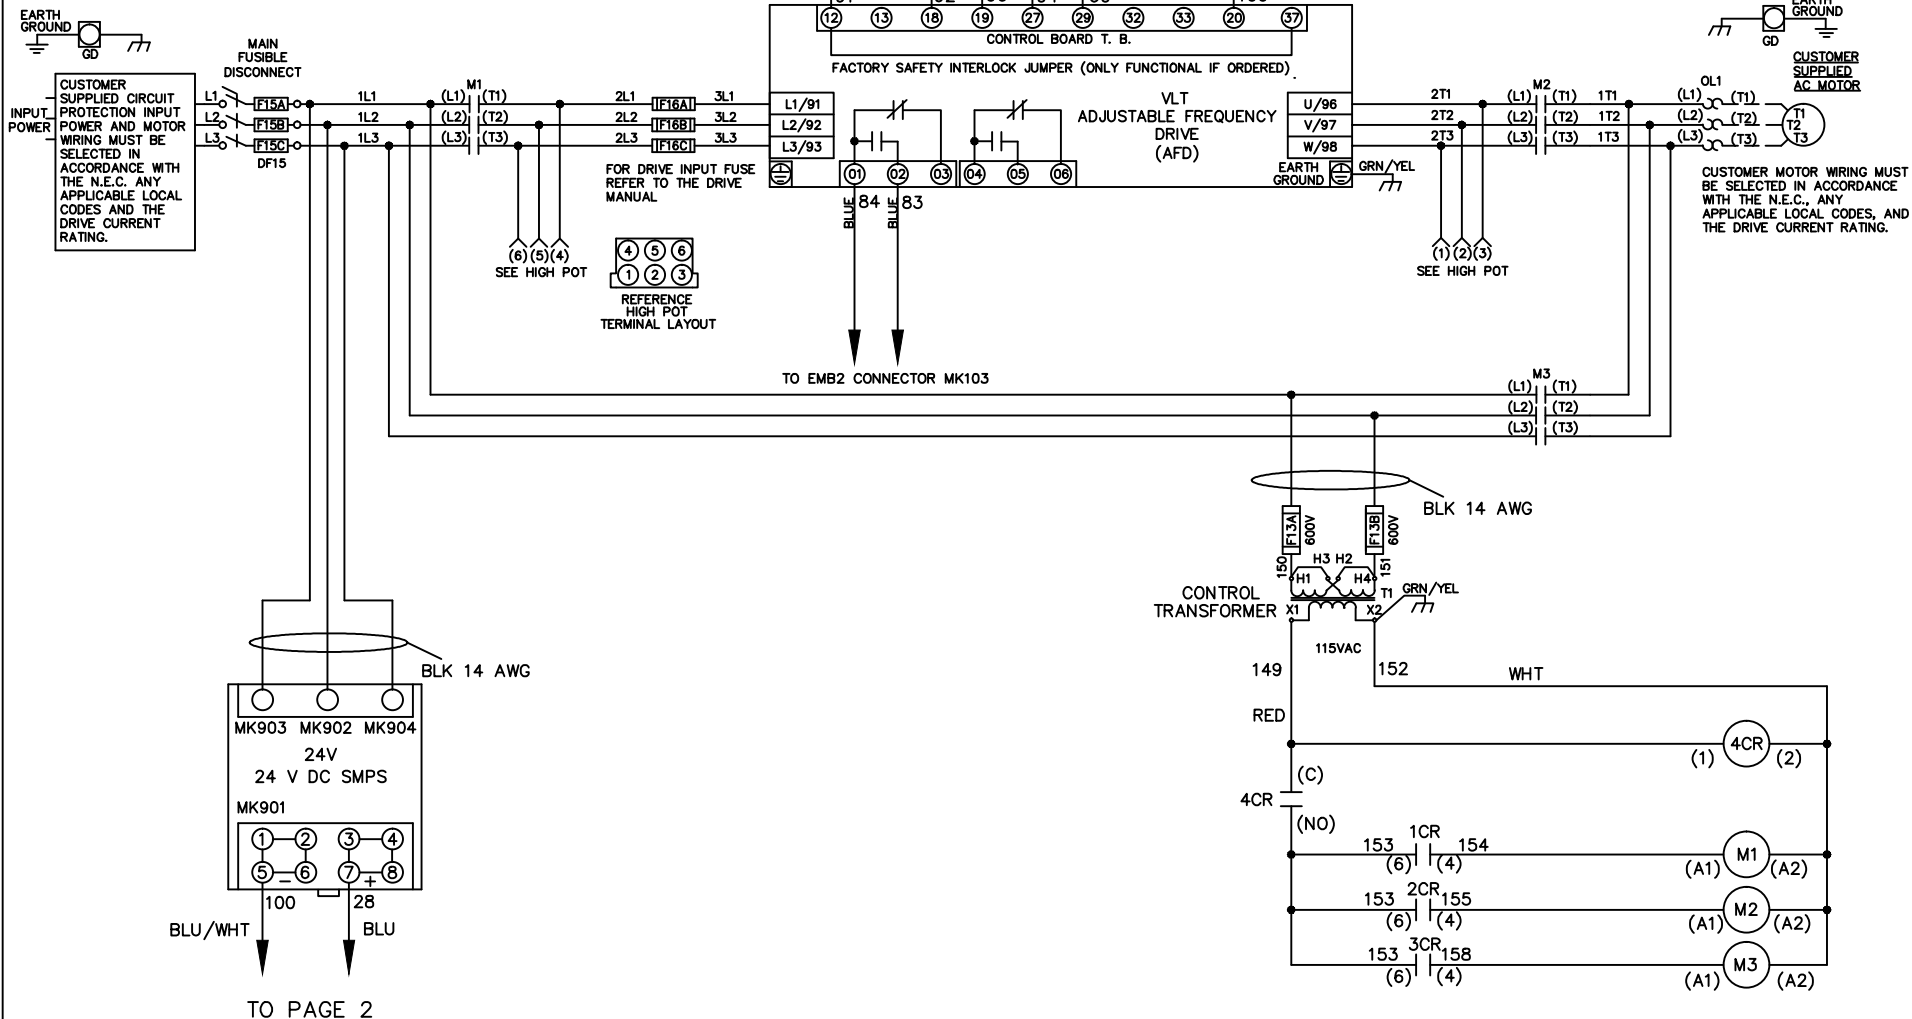 EARTH
GROUND
GD
MAIN
FUSIBLE
DISCONNECT
INPUT
POWER
CUSTOMER
SUPPLIED CIRCUIT
PROTECTION INPUT
POWER AND MOTOR
WIRING MUST BE
SELECTED IN
ACCORDANCE WITH
THE N.E.C. ANY
APPLICABLE LOCAL
CODES AND THE
DRIVE CURRENT
RATING.
L1 F15A 1L1 (L1) M1 (T1) 2L1 F16A 3L1 L1/91
L2 F15B 1L2 (L2) (T2) 2L2 F16B 3L2 L2/92
L3 F15C 1L3 (L3) (T3) 2L3 F16C 3L3 L3/93
DF15
FOR DRIVE INPUT FUSE
REFER TO THE DRIVE
MANUAL
(6) (5) (4)
SEE HIGH POT
4 5 6
1 2 3
REFERENCE
HIGH POT
TERMINAL LAYOUT
12 13 18 19 27 29 32 33 20 37
CONTROL BOARD T. B.
FACTORY SAFETY INTERLOCK JUMPER (ONLY FUNCTIONAL IF ORDERED)
VLT
ADJUSTABLE FREQUENCY
DRIVE
(AFD)
01 02 03 04 05 06
BLUE 84 BLUE 83
TO EMB2 CONNECTOR MK103
EARTH
GROUND
GRN/YEL
U/96 2T1 (L1) M2 (T1) 1T1 (L1) OL1 (T1) T1
V/97 2T2 (L2) (T2) 1T2 (L2) (T2) T2
W/98 2T3 (L3) (T3) 1T3 (L3) (T3) T3
(1) (2) (3)
SEE HIGH POT
EARTH
GROUND
GD
CUSTOMER
SUPPLIED
AC MOTOR
CUSTOMER MOTOR WIRING MUST
BE SELECTED IN ACCORDANCE
WITH THE N.E.C., ANY
APPLICABLE LOCAL CODES, AND
THE DRIVE CURRENT RATING.
M3
(L1) (T1)
(L2) (T2)
(L3) (T3)
BLK 14 AWG
F13A 600V F13B 600V
150 H3 H2 151
H1 H4
T1 GRN/YEL
CONTROL
TRANSFORMER
X1 X2
115VAC
149 152 WHT
RED
(1) 4CR (2)
(C)
4CR
(NO)
153 1CR 154
(6) (4) (A1) M1 (A2)
153 2CR 155
(6) (4) (A1) M2 (A2)
153 3CR 158
(6) (4) (A1) M3 (A2)
BLK 14 AWG
MK903 MK902 MK904
24V
24 V DC SMPS
MK901
1 2 3 4
5 6 7 8
- +
100 28
BLU/WHT BLU
TO PAGE 2